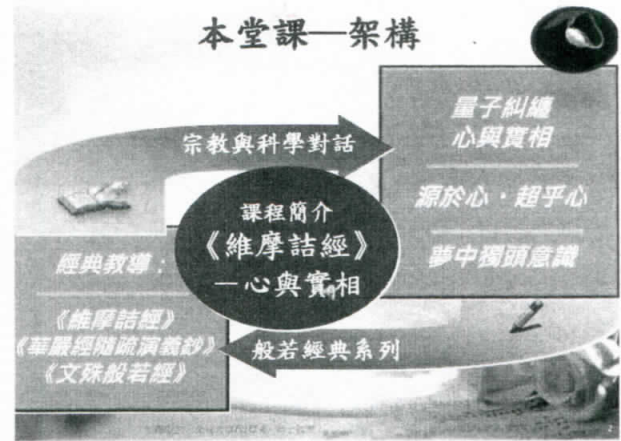 本堂課—架構
宗教與科學對話
量子糾纏
心與實相
源於心・超乎心
夢中獨頭意識
課程簡介
《維摩詰經》
—心與實相
經典教導：
《維摩詰經》
《華嚴經隨疏演義鈔》
《文殊般若經》
般若經典系列
2